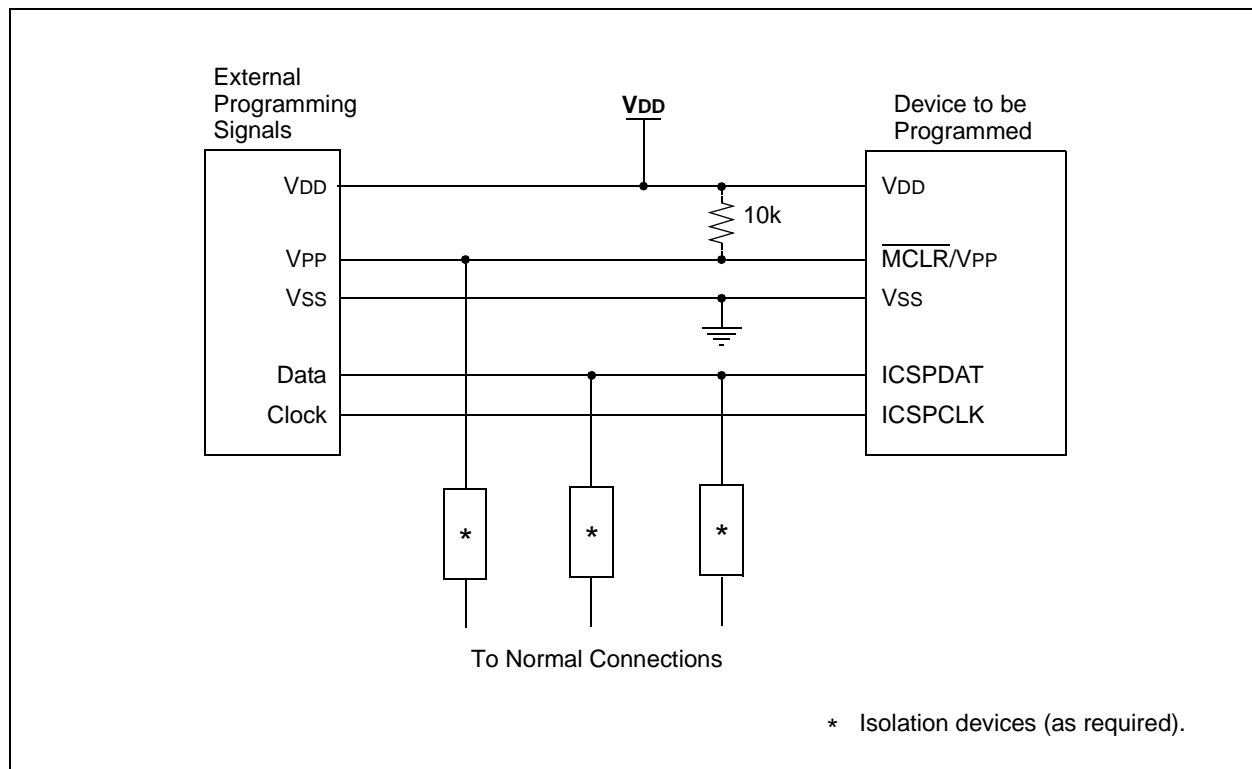 External
Programming
Signals
VDD
Device to be
Programmed
VDD
VDD
10k
VPP
MCLR/VPP
VSS
VSS
Data
ICSPDAT
Clock
ICSPCLK
*
*
*
To Normal Connections
* Isolation devices (as required).